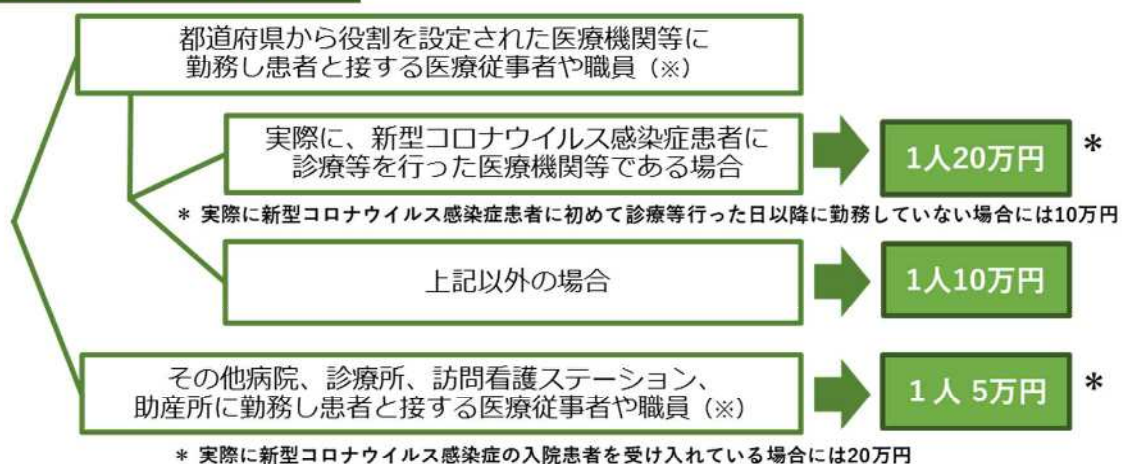 都道府県から役割を設定された医療機関等に
勤務し患者と接する医療従事者や職員（※）
実際に、新型コロナウイルス感染症患者に
診療等を行った医療機関等である場合
1人20万円 *
* 実際に新型コロナウイルス感染症患者に初めて診療等行った日以降に勤務していない場合には10万円
上記以外の場合
1人10万円
その他病院、診療所、訪問看護ステーション、
助産所に勤務し患者と接する医療従事者や職員（※）
1人 5万円 *
* 実際に新型コロナウイルス感染症の入院患者を受け入れている場合には20万円